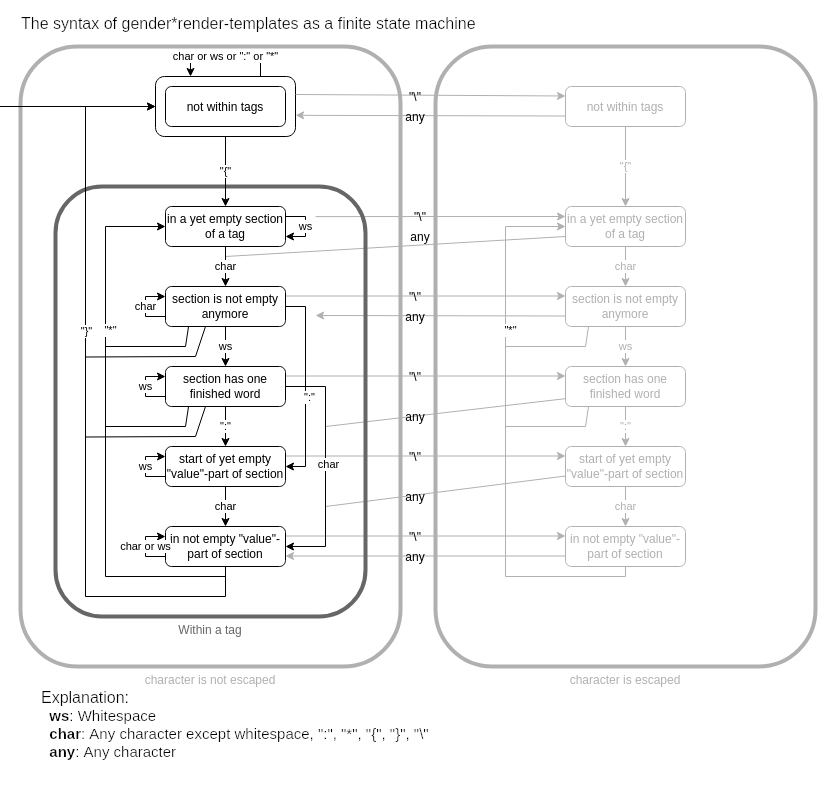 The syntax of gender*render-templates as a finite state machine
char or ws or ":" or "*"
not within tags
"\"
any
not within tags
"{"
"{"
in a yet empty section
of a tag
ws
"\"
any
in a yet empty section
of a tag
char
char
char
section is not empty
anymore
"\"
any
section is not empty
anymore
"}"
"*"
"*"
ws
ws
ws
section has one
finished word
"\"
section has one
finished word
":"
any
":"
":"
ws
start of yet empty
"value"-part of section
char
"\"
start of yet empty
"value"-part of section
any
char
char
char or ws
in not empty "value"-
part of section
"\"
any
in not empty "value"-
part of section
Within a tag
character is not escaped
character is escaped
Explanation:
ws: Whitespace
char: Any character except whitespace, ":", "*", "{", "}", "\"
any: Any character